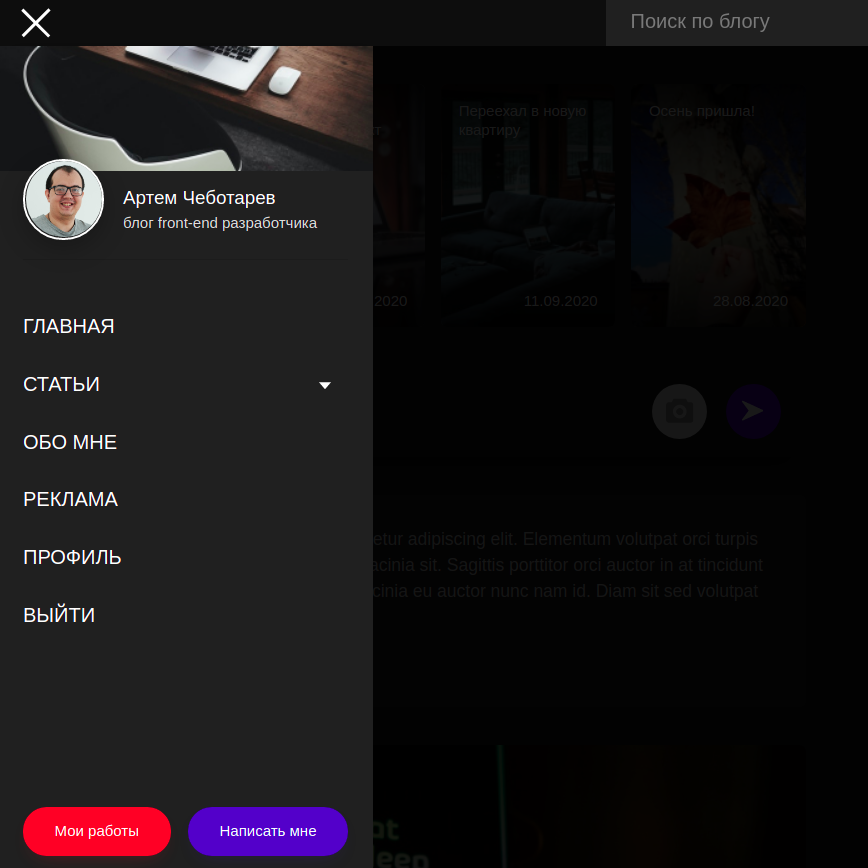 Поиск по блогу
Переехал в новую
квартиру
Осень пришла!
Артем Чеботарев
блог front-end разработчика
2020
11.09.2020
28.08.2020
ГЛАВНАЯ
СТАТЬИ
ОБО МНЕ
РЕКЛАМА
ПРОФИЛЬ
ВЫЙТИ
etur adipiscing elit. Elementum volutpat orci turpis
acinia sit. Sagittis porttitor orci auctor in at tincidunt
cinia eu auctor nunc nam id. Diam sit sed volutpat
Мои работы
Написать мне
at
leep